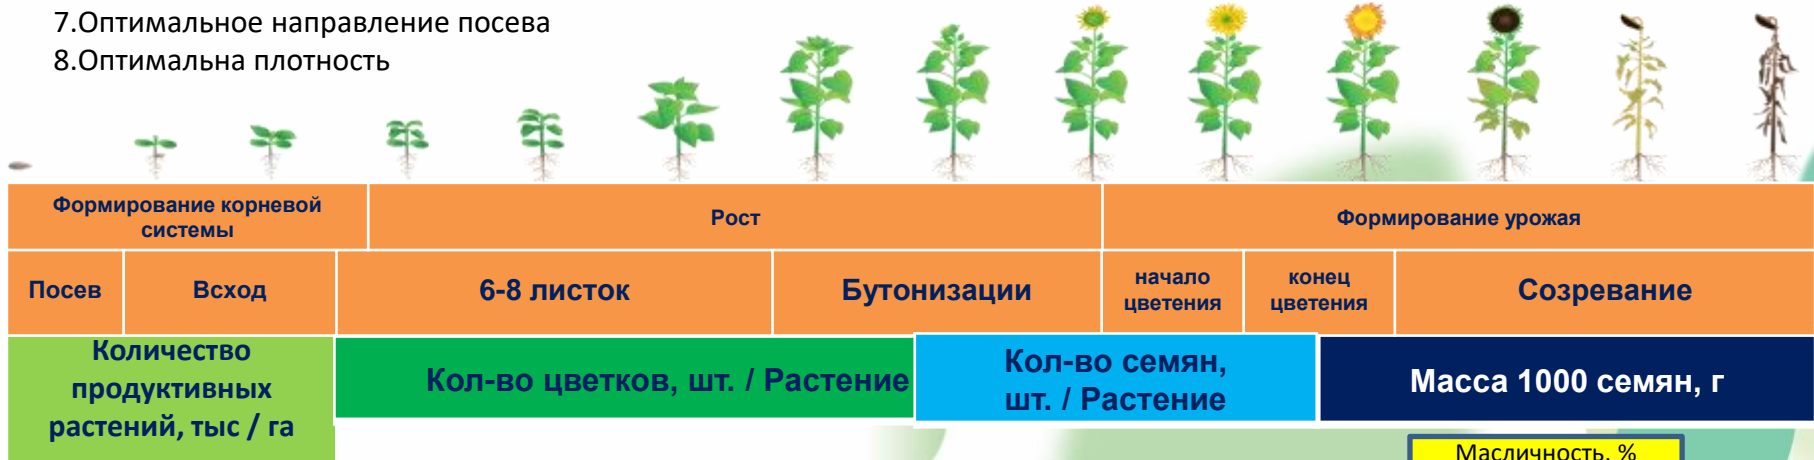 7.Оптимальное направление посева
8.Оптимальна плотность
Формирование корневой
системы
Рост
Формирование урожая
Посев
Всход
6-8 листок
Бутонизации
начало
цветения
конец
цветения
Созревание
Количество
продуктивных
растений, тыс / га
Кол-во цветков, шт. / Растение
Кол-во семян,
шт. / Растение
Масса 1000 семян, г
Масличность, %